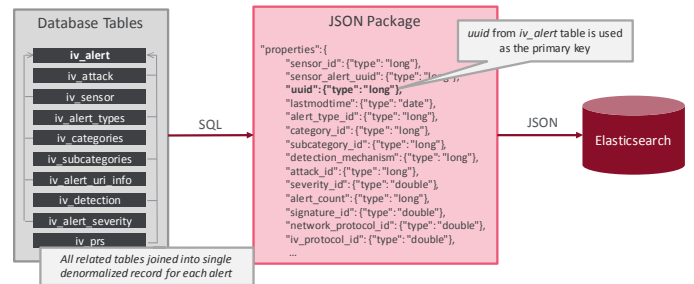 Database Tables
iv_alert
iv_attack
iv_sensor
iv_alert_types
iv_categories
iv_subcategories
iv_alert_uri_info
iv_detection
iv_alert_severity
iv_prs
All related tables joined into single
denormalized record for each alert
SQL
JSON Package
"properties":{
"sensor_id": {"type": "long"},
"sensor_alert_uuid": {"type": "long"},
"uuid": {"type": "long"},
"lastmodtime": {"type": "date"},
"alert_type_id": {"type": "long"},
"category_id": {"type": "long"},
"subcategory_id": {"type": "long"},
"detection_mechanism": {"type": "long"},
"attack_id": {"type": "long"},
"severity_id": {"type": "double"},
"alert_count": {"type": "long"},
"signature_id": {"type": "double"},
"network_protocol_id": {"type": "double"},
"iv_protocol_id": {"type": "double"},
...
uuid from iv_alert table is used
as the primary key
JSON
Elasticsearch